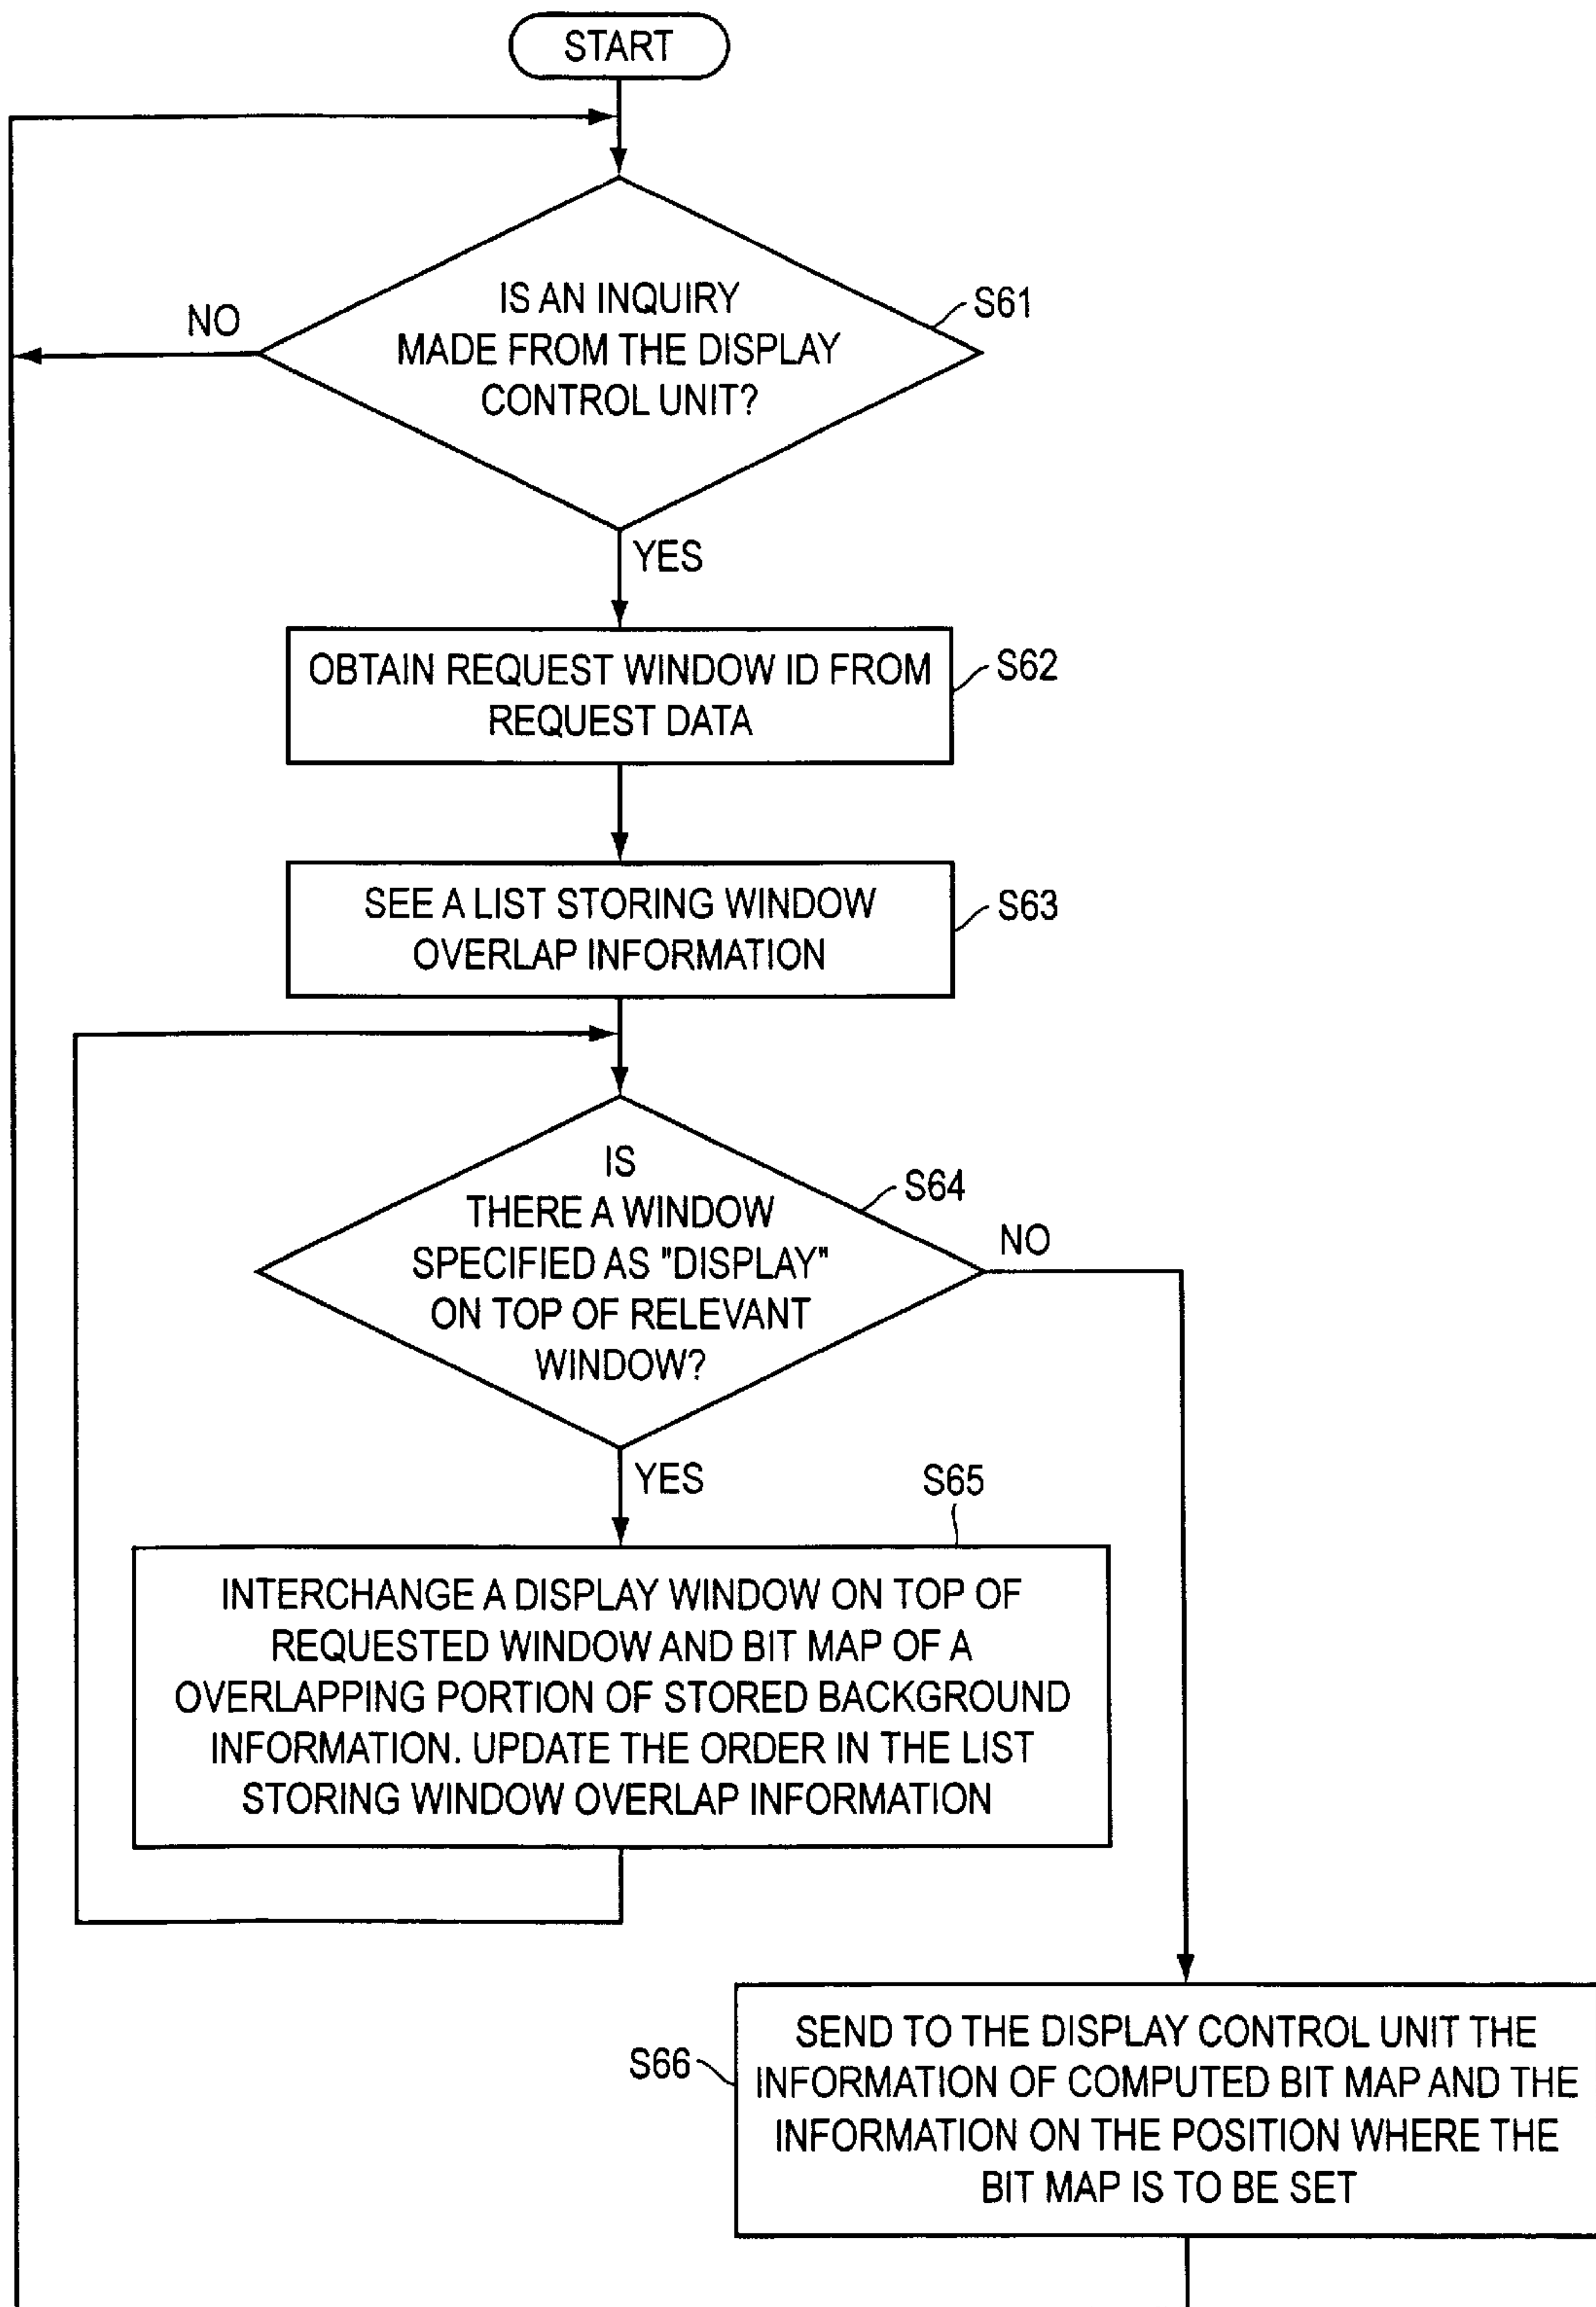 START
IS AN INQUIRY
MADE FROM THE DISPLAY
CONTROL UNIT?
S61
NO
YES
OBTAIN REQUEST WINDOW ID FROM
REQUEST DATA
S62
SEE A LIST STORING WINDOW
OVERLAP INFORMATION
S63
IS
THERE A WINDOW
SPECIFIED AS "DISPLAY"
ON TOP OF RELEVANT
WINDOW?
S64
NO
YES
S65
INTERCHANGE A DISPLAY WINDOW ON TOP OF
REQUESTED WINDOW AND BIT MAP OF A
OVERLAPPING PORTION OF STORED BACKGROUND
INFORMATION. UPDATE THE ORDER IN THE LIST
STORING WINDOW OVERLAP INFORMATION
S66
SEND TO THE DISPLAY CONTROL UNIT THE
INFORMATION OF COMPUTED BIT MAP AND THE
INFORMATION ON THE POSITION WHERE THE
BIT MAP IS TO BE SET